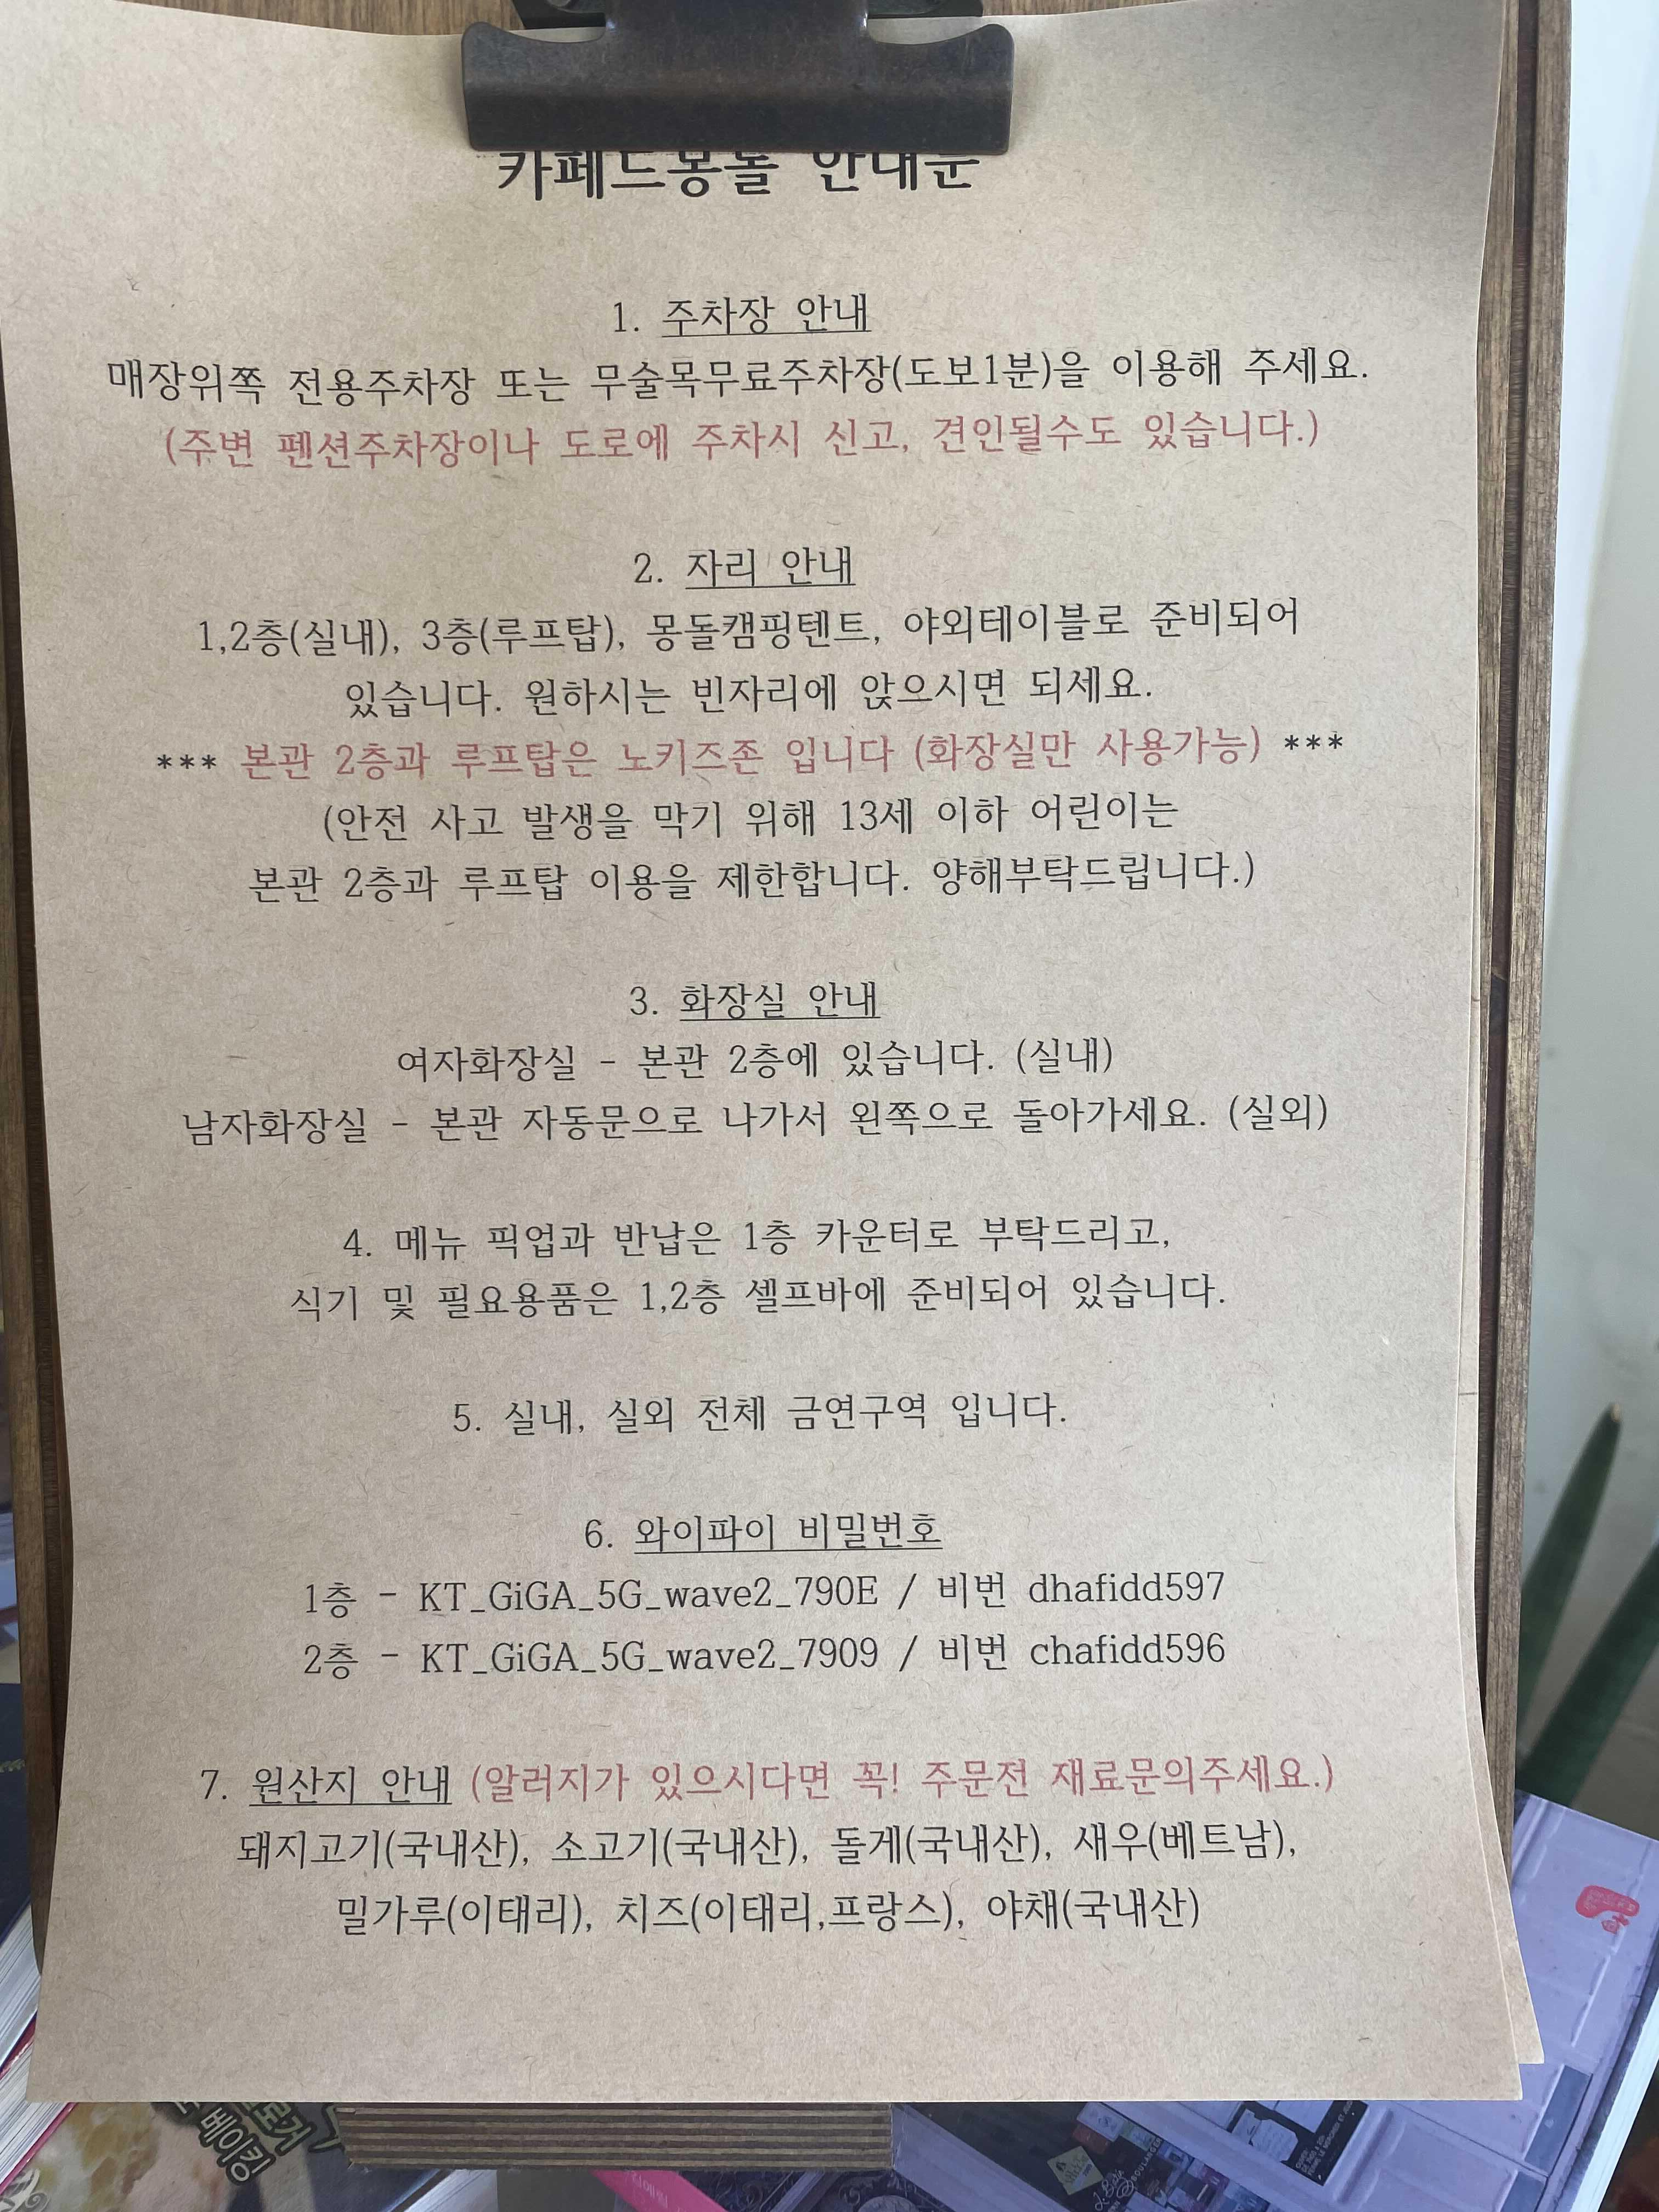 카페드몽돌 안내문
1. 주차장 안내
매장위쪽 전용주차장 또는 무술목무료주차장(도보1분)을 이용해 주세요.
(주변 펜션주차장이나 도로에 주차시 신고, 견인될수도 있습니다.)
2. 자리 안내
1,2층(실내), 3층(루프탑), 몽돌캠핑텐트, 야외테이블로 준비되어
있습니다. 원하시는 빈자리에 앉으시면 되세요.
*** 본관 2층과 루프탑은 노키즈존 입니다 (화장실만 사용가능) ***
(안전 사고 발생을 막기 위해 13세 이하 어린이는
본관 2층과 루프탑 이용을 제한합니다. 양해부탁드립니다.)
3. 화장실 안내
여자화장실 - 본관 2층에 있습니다. (실내)
남자화장실 - 본관 자동문으로 나가서 왼쪽으로 돌아가세요. (실외)
4. 메뉴 픽업과 반납은 1층 카운터로 부탁드리고,
식기 및 필요용품은 1,2층 셀프바에 준비되어 있습니다.
5. 실내, 실외 전체 금연구역 입니다.
6. 와이파이 비밀번호
1층 - KT_GiGA_5G_wave2_790E / 비번 dhafidd597
2층 - KT_GiGA_5G_wave2_7909 / 비번 chafidd596
7. 원산지 안내 (알러지가 있으시다면 꼭! 주문전 재료문의주세요.)
돼지고기(국내산), 소고기(국내산), 돌게(국내산), 새우(베트남),
밀가루(이태리), 치즈(이태리,프랑스), 야채(국내산)
베이킹